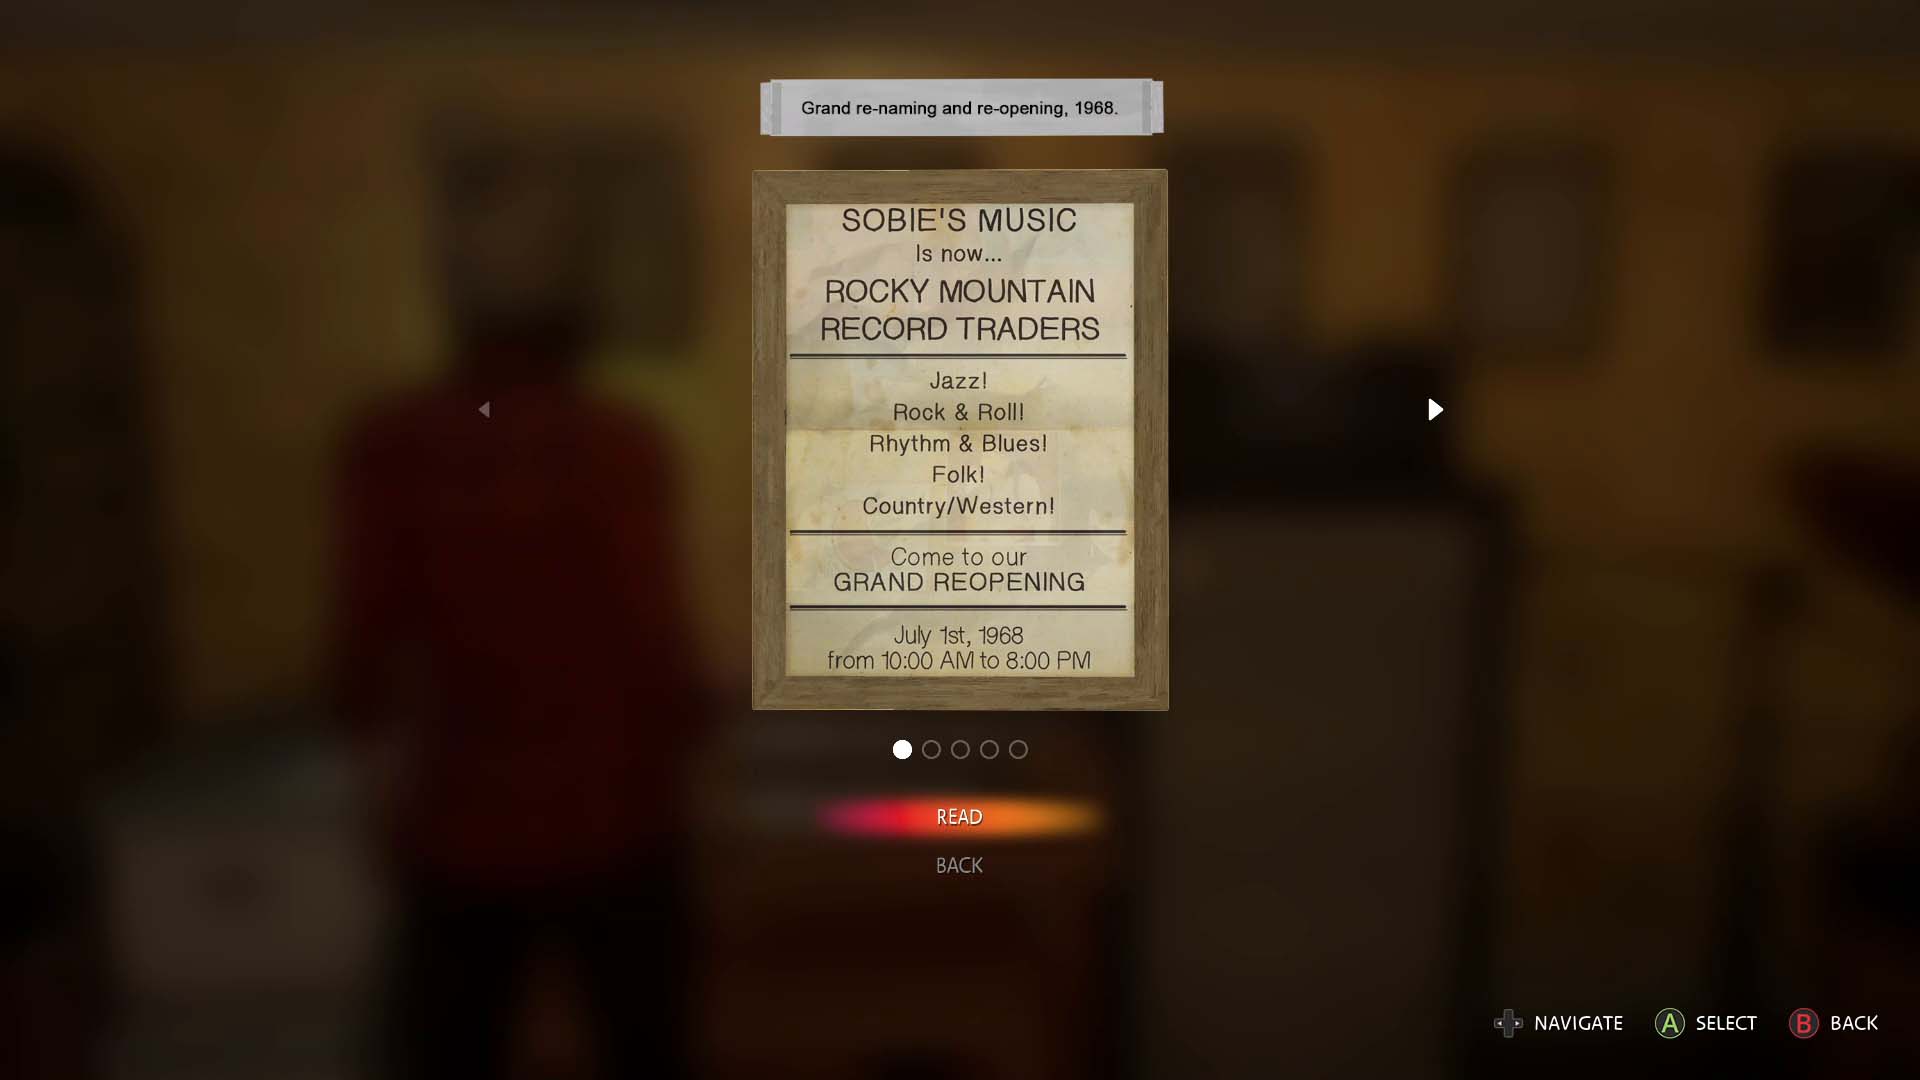 Grand re-naming and re-opening, 1968.
SOBIE'S MUSIC
Is now...
ROCKY MOUNTAIN
RECORD TRADERS
Jazz!
Rock & Roll!
Rhythm & Blues!
Folk!
Country/Western!
Come to our
GRAND REOPENING
July 1st, 1968
from 10:00 AM to 8:00 PM
READ
BACK
NAVIGATE A SELECT B BACK